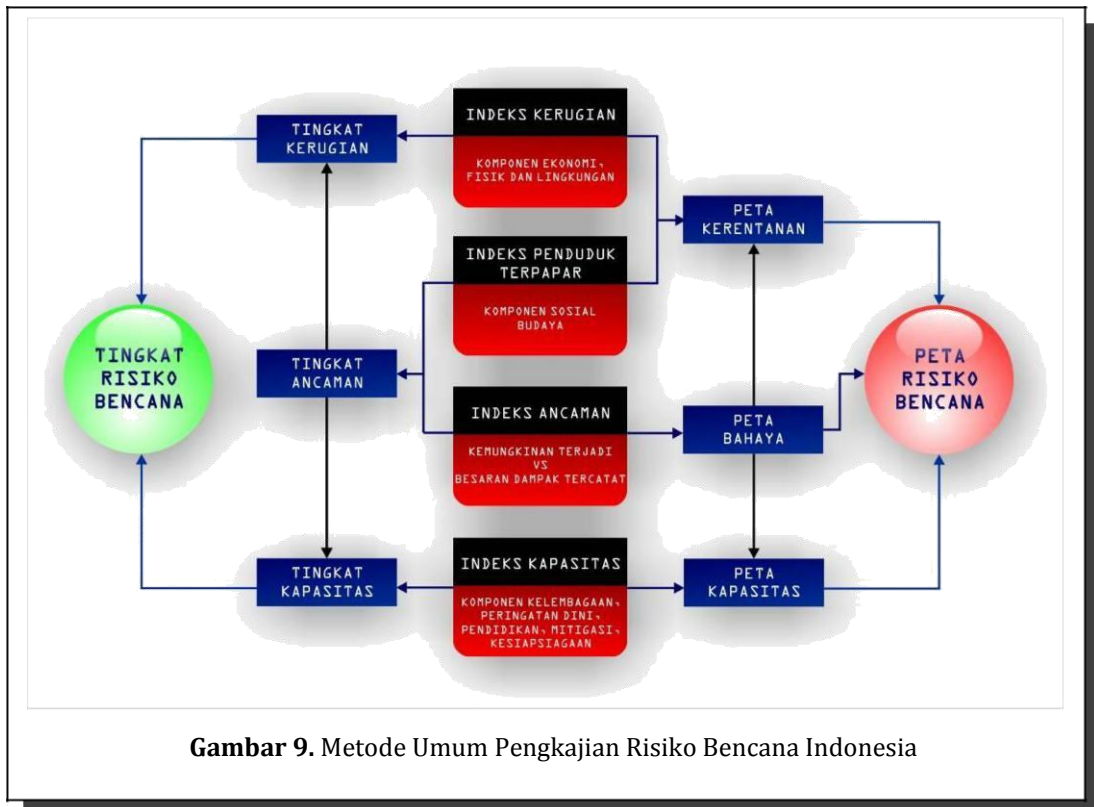 INDEKS KERUGIAN
KOMPONEN EKONOMI,
FISIK DAN LINGKUNGAN
TINGKAT
KERUGIAN
PETA
KERENTANAN
INDEKS PENDUDUK
TERPAPAR
KOMPONEN SOSIAL
BUDAYA
TINGKAT
RISIKO
BENCANA
TINGKAT
ANCAMAN
PETA
RISIKO
BENCANA
INDEKS ANCAMAN
KEMUNGKINAN TERJADI
VS
BESARAN DAMPAK TERCATAT
PETA
BAHAYA
TINGKAT
KAPASITAS
INDEKS KAPASITAS
KOMPONEN KELEMBAGAAN,
PERINGATAN DINI,
PENDIDIKAN, MITIGASI,
KESIAPSIAGAAN
PETA
KAPASITAS
Gambar 9. Metode Umum Pengkajian Risiko Bencana Indonesia